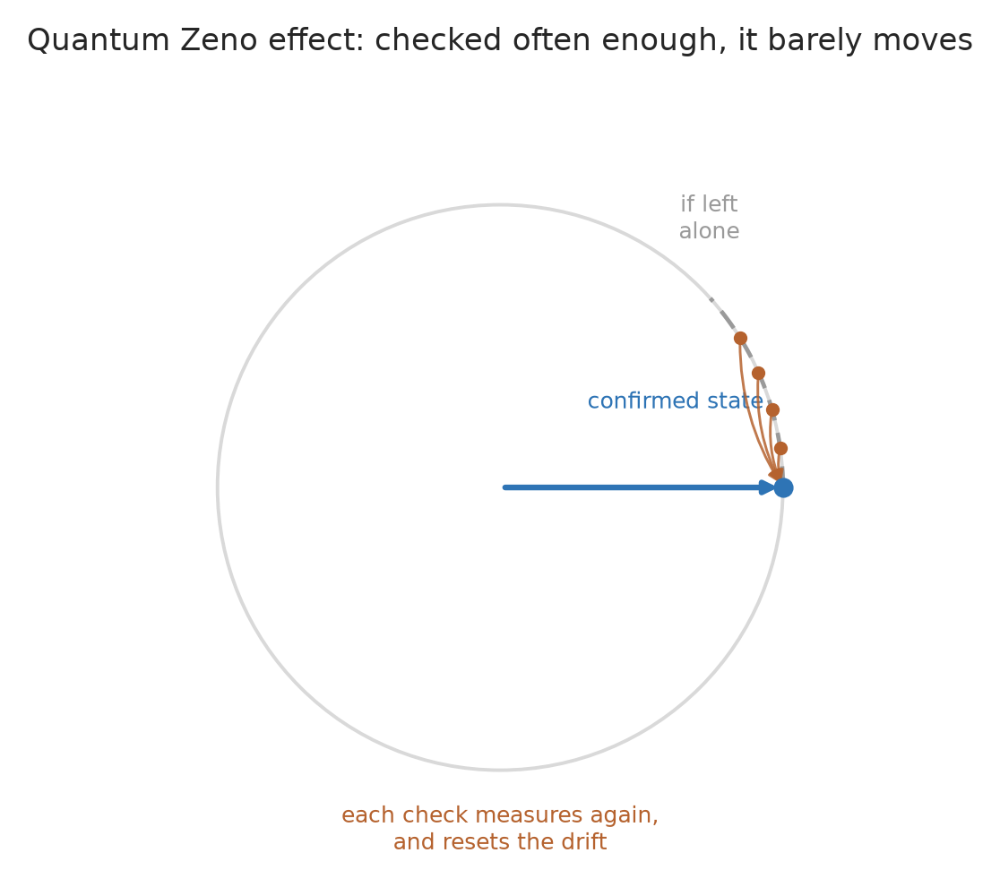 Quantum Zeno effect: checked often enough, it barely moves
if left
alone
confirmed state
each check measures again,
and resets the drift